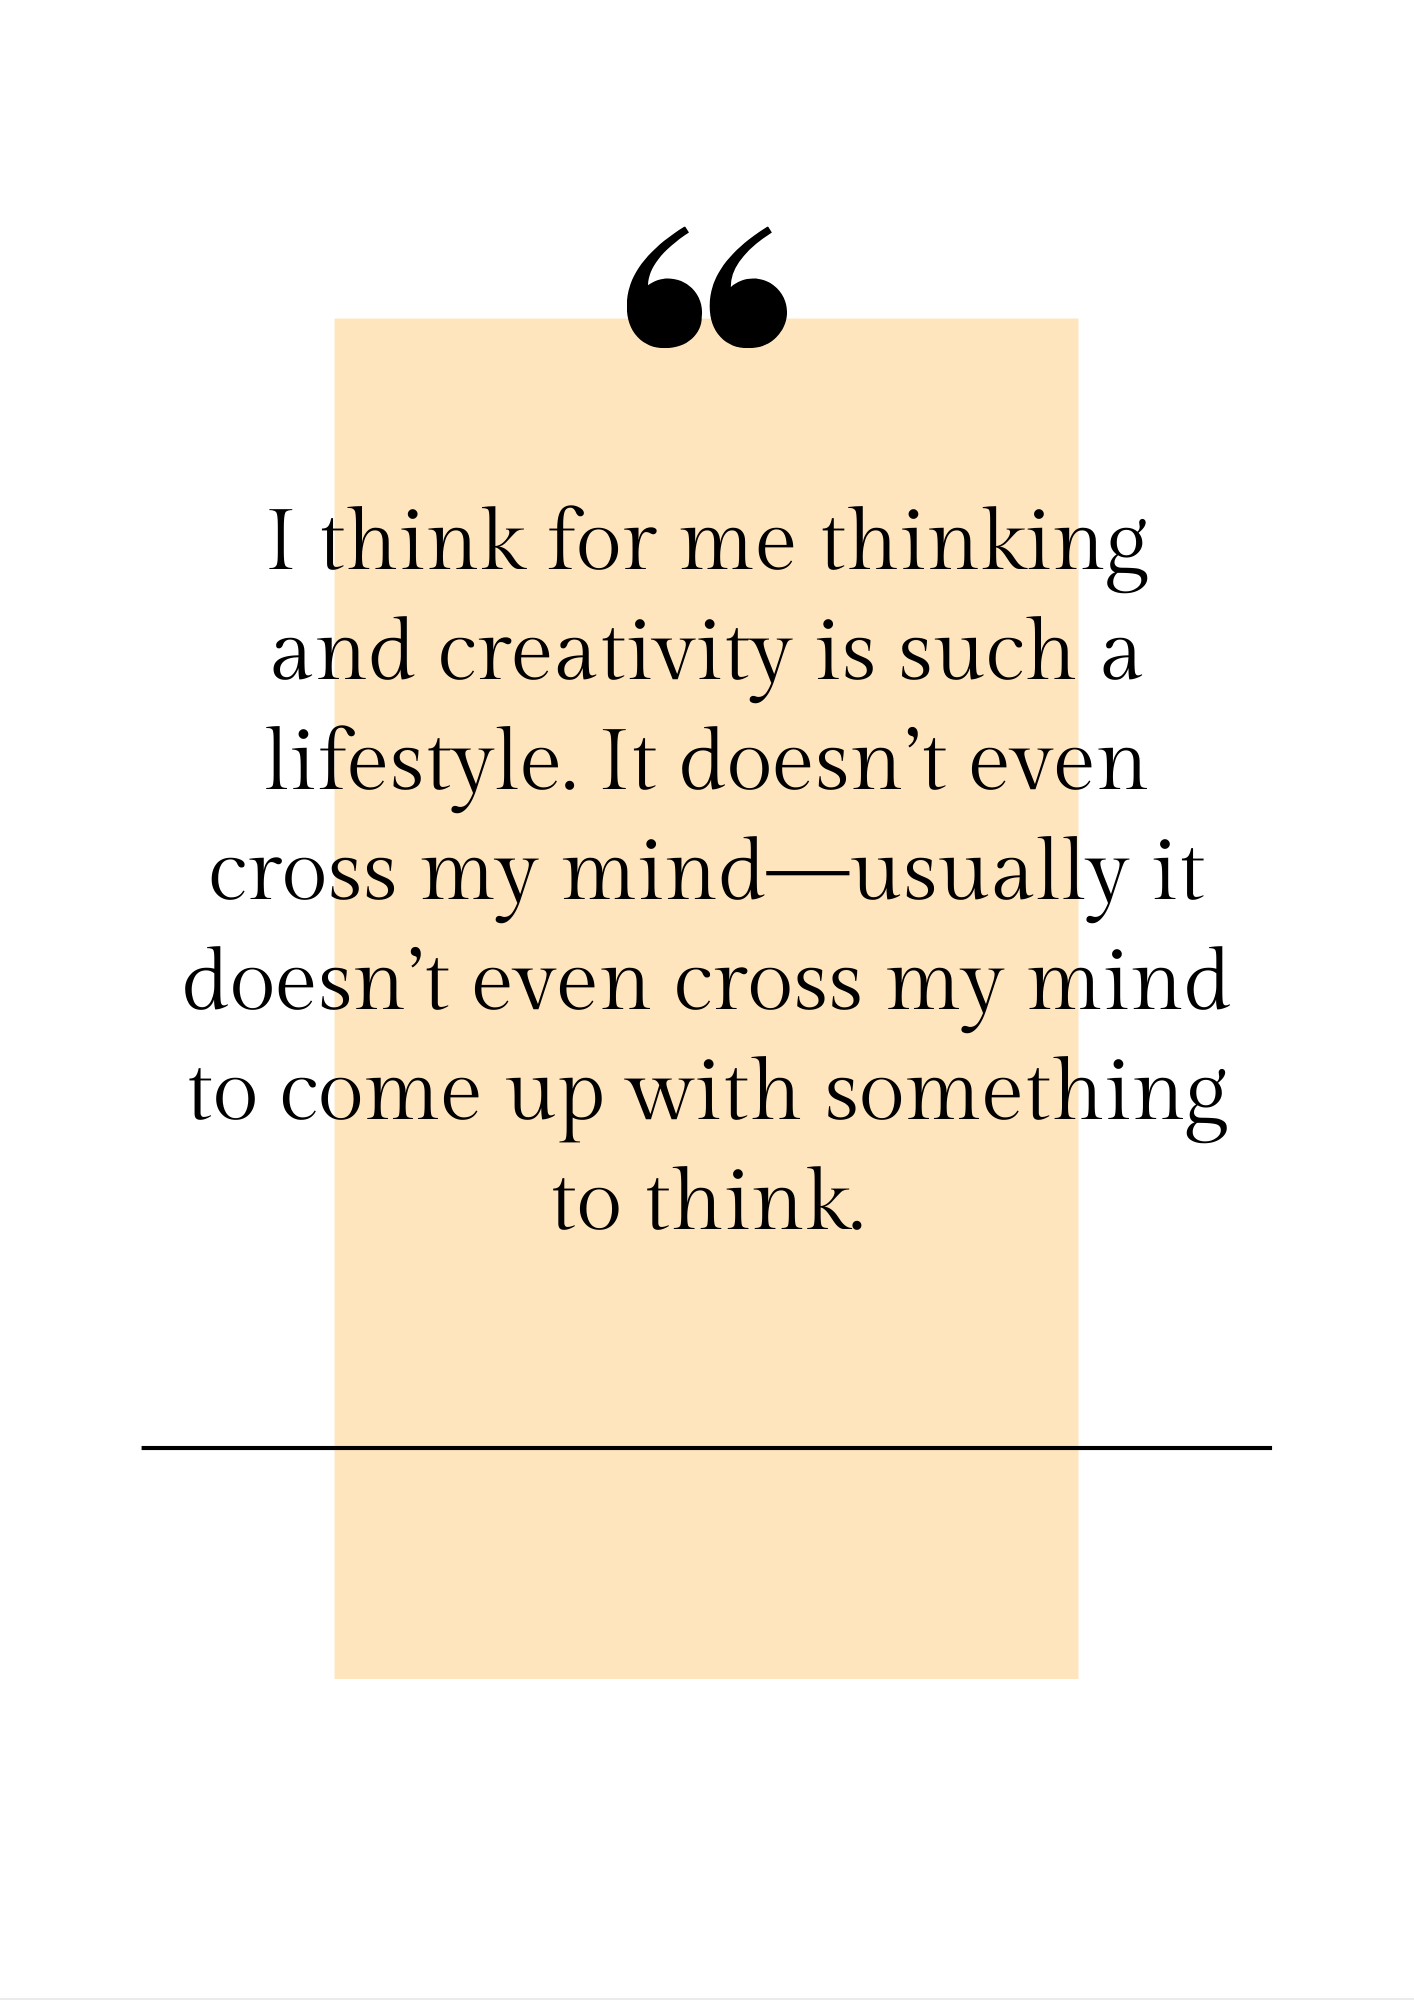 “
I think for me thinking
and creativity is such a
lifestyle. It doesn’t even
cross my mind—usually it
doesn’t even cross my mind
to come up with something
to think.